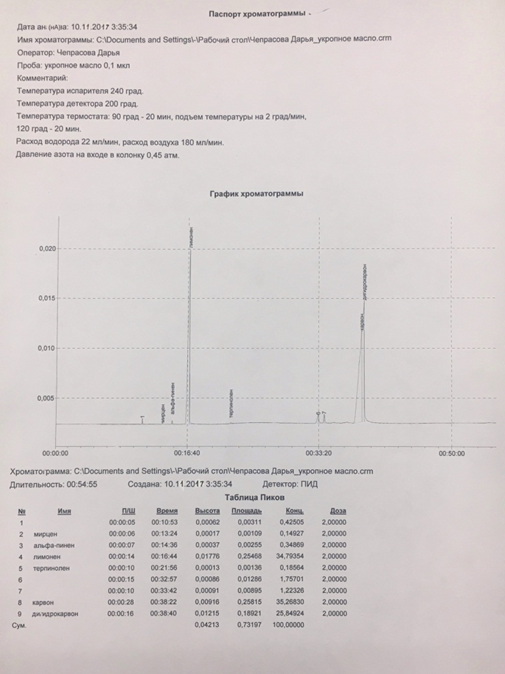 Паспорт хроматограммы -
Дата анализа: 10.11.2017 3:35:34
Имя хроматограммы: C:\Documents and Settings\-\Рабочий стол\Чепрасова Дарья_укропное масло.crm
Оператор: Чепрасова Дарья
Проба: укропное масло 0,1 мкл
Комментарий:
Температура испарителя 240 град.
Температура детектора 200 град.
Температура термостата: 90 град - 20 мин, подъем температуры на 2 град/мин,
120 град - 20 мин.
Расход водорода 22 мл/мин, расход воздуха 180 мл/мин.
Давление азота на входе в колонку 0,45 атм.
График хроматограммы
0,020
0,015
0,010
0,005
мирцен
альфа-пинен
лимонен
терпинолен
карвон
дигидрокарвон
00:00:00 00:16:40 00:33:20 00:50:00
Хроматограмма: C:\Documents and Settings\-\Рабочий стол\Чепрасова Дарья_укропное масло.crm
Длительность: 00:54:55 Создана: 10.11.2017 3:35:34 Детектор: ПИД
Таблица Пиков
№ Имя П/Ш Время Высота Площадь Конц. Доза
1 00:00:05 00:10:53 0,00062 0,00311 0,42505 2,00000
2 мирцен 00:00:06 00:13:24 0,00017 0,00109 0,14927 2,00000
3 альфа-пинен 00:00:07 00:14:36 0,00037 0,00255 0,34869 2,00000
4 лимонен 00:00:14 00:16:44 0,01776 0,25468 34,79354 2,00000
5 терпинолен 00:00:10 00:21:56 0,00013 0,00136 0,18564 2,00000
6 00:00:15 00:32:57 0,00086 0,01286 1,75701 2,00000
7 00:00:10 00:33:42 0,00091 0,00895 1,22326 2,00000
8 карвон 00:00:28 00:38:22 0,00916 0,25815 35,26830 2,00000
9 дигидрокарвон 00:00:16 00:38:40 0,01215 0,18921 25,84924 2,00000
Сум. 0,04213 0,73197 100,00000